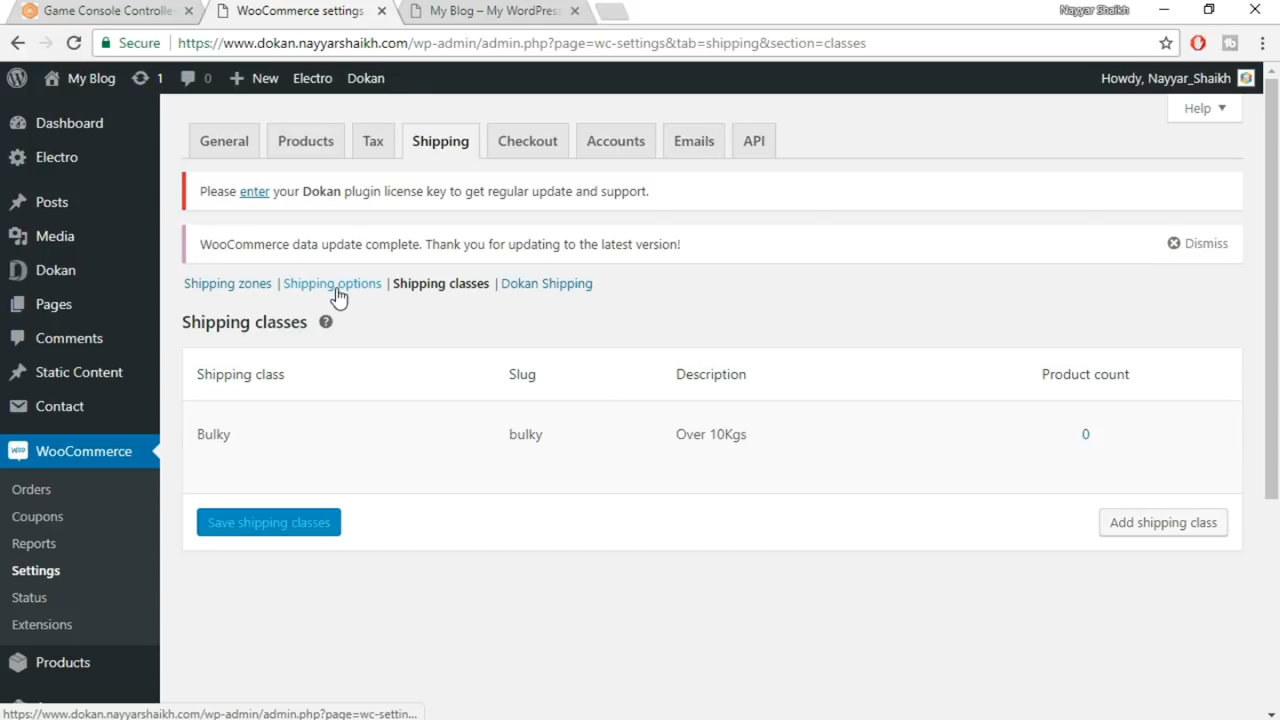 Game Console Controlle
WooCommerce settings
My Blog – My WordPress
Nayyar Shaikh
Secure
https://www.dokan.nayyarshaikh.com/wp-admin/admin.php?page=wc-settings&tab=shipping&section=classes
My Blog 1 0 New Electro Dokan
Howdy, Nayyar_Shaikh
Help
Dashboard
Electro
Posts
Media
Dokan
Pages
Comments
Static Content
Contact
WooCommerce
Orders
Coupons
Reports
Settings
Status
Extensions
Products
General Products Tax Shipping Checkout Accounts Emails API
Please enter your Dokan plugin license key to get regular update and support.
WooCommerce data update complete. Thank you for updating to the latest version!
Dismiss
Shipping zones | Shipping options | Shipping classes | Dokan Shipping
Shipping classes
Shipping class Slug Description Product count
Bulky bulky Over 10Kgs 0
Save shipping classes
Add shipping class
https://www.dokan.nayyarshaikh.com/wp-admin/admin.php?page=wc-settin...